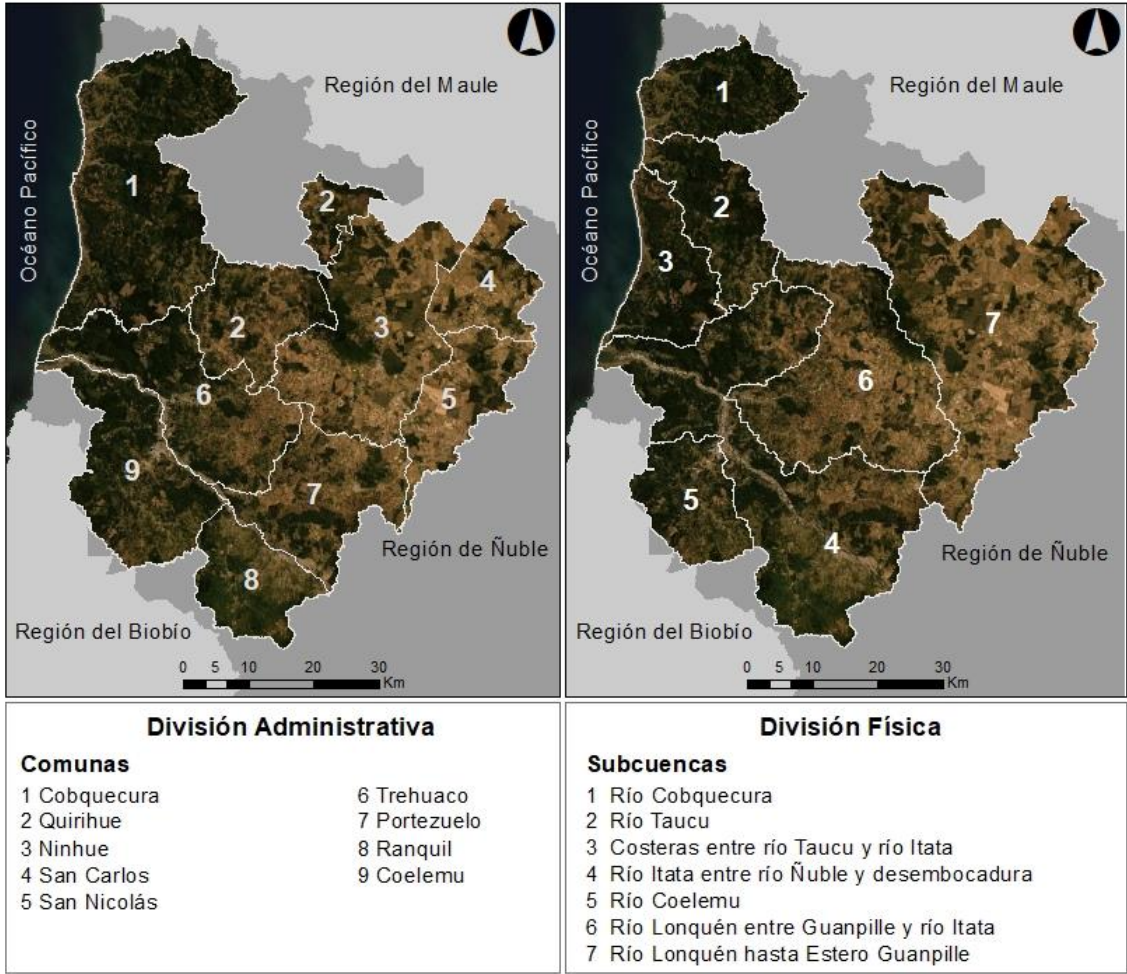 Océano Pacífico
Región del Maule
1
2
2
3
4
5
6
7
8
9
Región de Ñuble
Región del Biobío
0 5 10 20 30
Km
Océano Pacífico
Región del Maule
1
2
3
7
6
5
4
Región de Ñuble
Región del Biobío
0 5 10 20 30
Km
División Administrativa
Comunas
1 Cobquecura
2 Quirihue
3 Ninhue
4 San Carlos
5 San Nicolás
6 Trehuaco
7 Portezuelo
8 Ranquil
9 Coelemu
División Física
Subcuencas
1 Río Cobquecura
2 Río Taucu
3 Costeras entre río Taucu y río Itata
4 Río Itata entre río Ñuble y desembocadura
5 Río Coelemu
6 Río Lonquén entre Guanpille y río Itata
7 Río Lonquén hasta Estero Guanpille